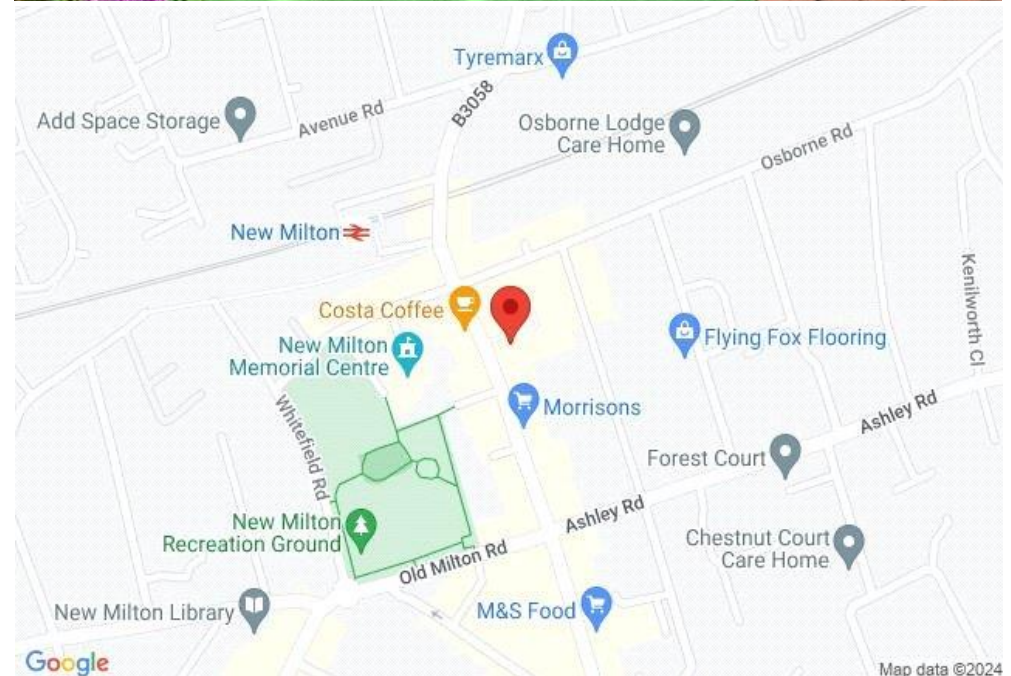 Tyremarx
B3058
Add Space Storage
Avenue Rd
Osborne Lodge
Care Home
Osborne Rd
New Milton
Kenilworth Cl
Costa Coffee
New Milton
Memorial Centre
Flying Fox Flooring
Morrisons
Whitefield Rd
Ashley Rd
Forest Court
Ashley Rd
New Milton
Recreation Ground
Chestnut Court
Care Home
Old Milton Rd
New Milton Library
M&S Food
Google
Map data ©2024